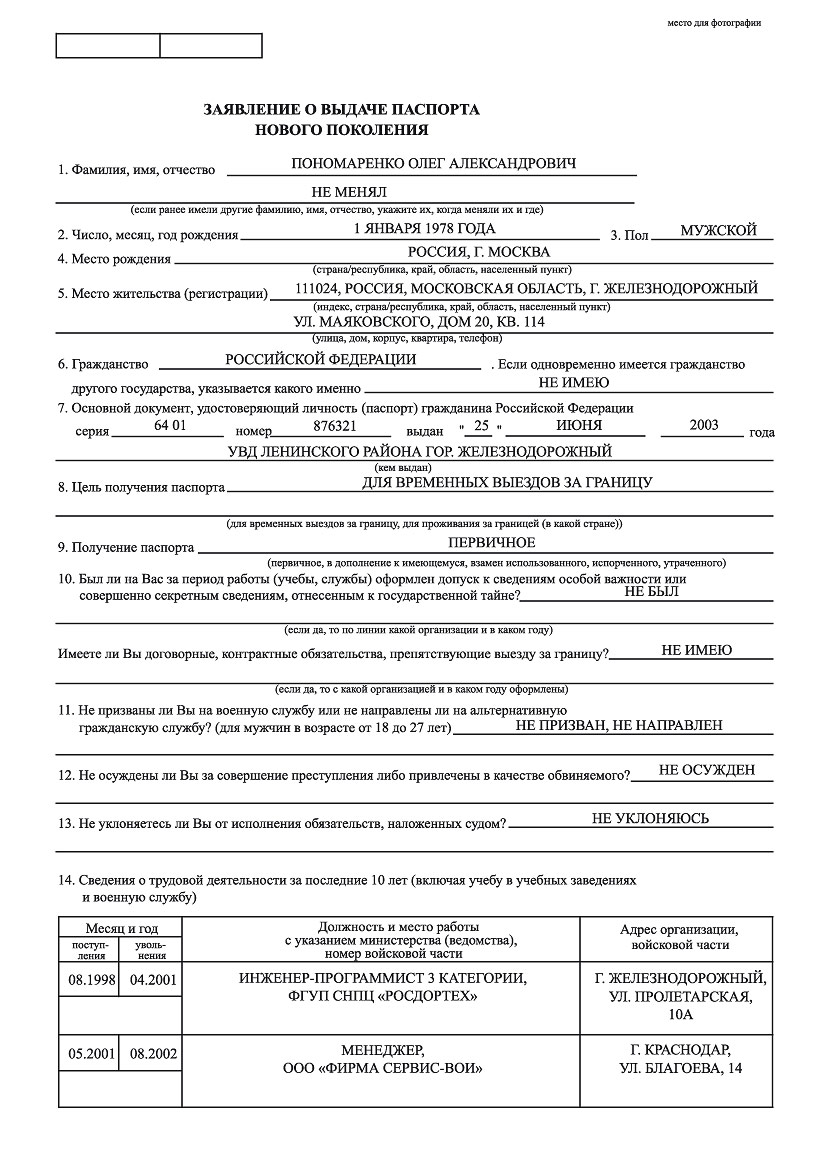 место для фотографии
ЗАЯВЛЕНИЕ О ВЫДАЧЕ ПАСПОРТА
НОВОГО ПОКОЛЕНИЯ
1. Фамилия, имя, отчество ПОНОМАРЕНКО ОЛЕГ АЛЕКСАНДРОВИЧ
НЕ МЕНЯЛ
(если ранее имели другие фамилию, имя, отчество, укажите их, когда меняли их и где)
2. Число, месяц, год рождения 1 ЯНВАРЯ 1978 ГОДА 3. Пол МУЖСКОЙ
4. Место рождения РОССИЯ, Г. МОСКВА
(страна/республика, край, область, населенный пункт)
5. Место жительства (регистрации) 111024, РОССИЯ, МОСКОВСКАЯ ОБЛАСТЬ, Г. ЖЕЛЕЗНОДОРОЖНЫЙ
(индекс, страна/республика, край, область, населенный пункт)
УЛ. МАЯКОВСКОГО, ДОМ 20, КВ. 114
(улица, дом, корпус, квартира, телефон)
6. Гражданство РОССИЙСКОЙ ФЕДЕРАЦИИ . Если одновременно имеется гражданство
другого государства, указывается какого именно НЕ ИМЕЮ
7. Основной документ, удостоверяющий личность (паспорт) гражданина Российской Федерации
серия 64 01 номер 876321 выдан " 25 " ИЮНЯ 2003 года
УВД ЛЕНИНСКОГО РАЙОНА ГОР. ЖЕЛЕЗНОДОРОЖНЫЙ
(кем выдан)
8. Цель получения паспорта ДЛЯ ВРЕМЕННЫХ ВЫЕЗДОВ ЗА ГРАНИЦУ
(для временных выездов за границу, для проживания за границей (в какой стране))
9. Получение паспорта ПЕРВИЧНОЕ
(первичное, в дополнение к имеющемуся, взамен использованного, испорченного, утраченного)
10. Был ли на Вас за период работы (учебы, службы) оформлен допуск к сведениям особой важности или
совершенно секретным сведениям, отнесенным к государственной тайне? НЕ БЫЛ
(если да, то по линии какой организации и в каком году)
Имеете ли Вы договорные, контрактные обязательства, препятствующие выезду за границу? НЕ ИМЕЮ
(если да, то с какой организацией и в каком году оформлены)
11. Не призваны ли Вы на военную службу или не направлены ли на альтернативную
гражданскую службу? (для мужчин в возрасте от 18 до 27 лет) НЕ ПРИЗВАН, НЕ НАПРАВЛЕН
12. Не осуждены ли Вы за совершение преступления либо привлечены в качестве обвиняемого? НЕ ОСУЖДЕН
13. Не уклоняетесь ли Вы от исполнения обязательств, наложенных судом? НЕ УКЛОНЯЮСЬ
14. Сведения о трудовой деятельности за последние 10 лет (включая учебу в учебных заведениях
и военную службу)
Месяц и год
поступ-
ления
уволь-
нения
Должность и место работы
с указанием министерства (ведомства),
номер войсковой части
Адрес организации,
войсковой части
08.1998 04.2001 ИНЖЕНЕР-ПРОГРАММИСТ 3 КАТЕГОРИИ, Г. ЖЕЛЕЗНОДОРОЖНЫЙ,
ФГУП СНПЦ «РОСДОРТЕХ» УЛ. ПРОЛЕТАРСКАЯ,
10А
05.2001 08.2002 МЕНЕДЖЕР, Г. КРАСНОДАР,
ООО «ФИРМА СЕРВИС-ВОИ» УЛ. БЛАГОЕВА, 14